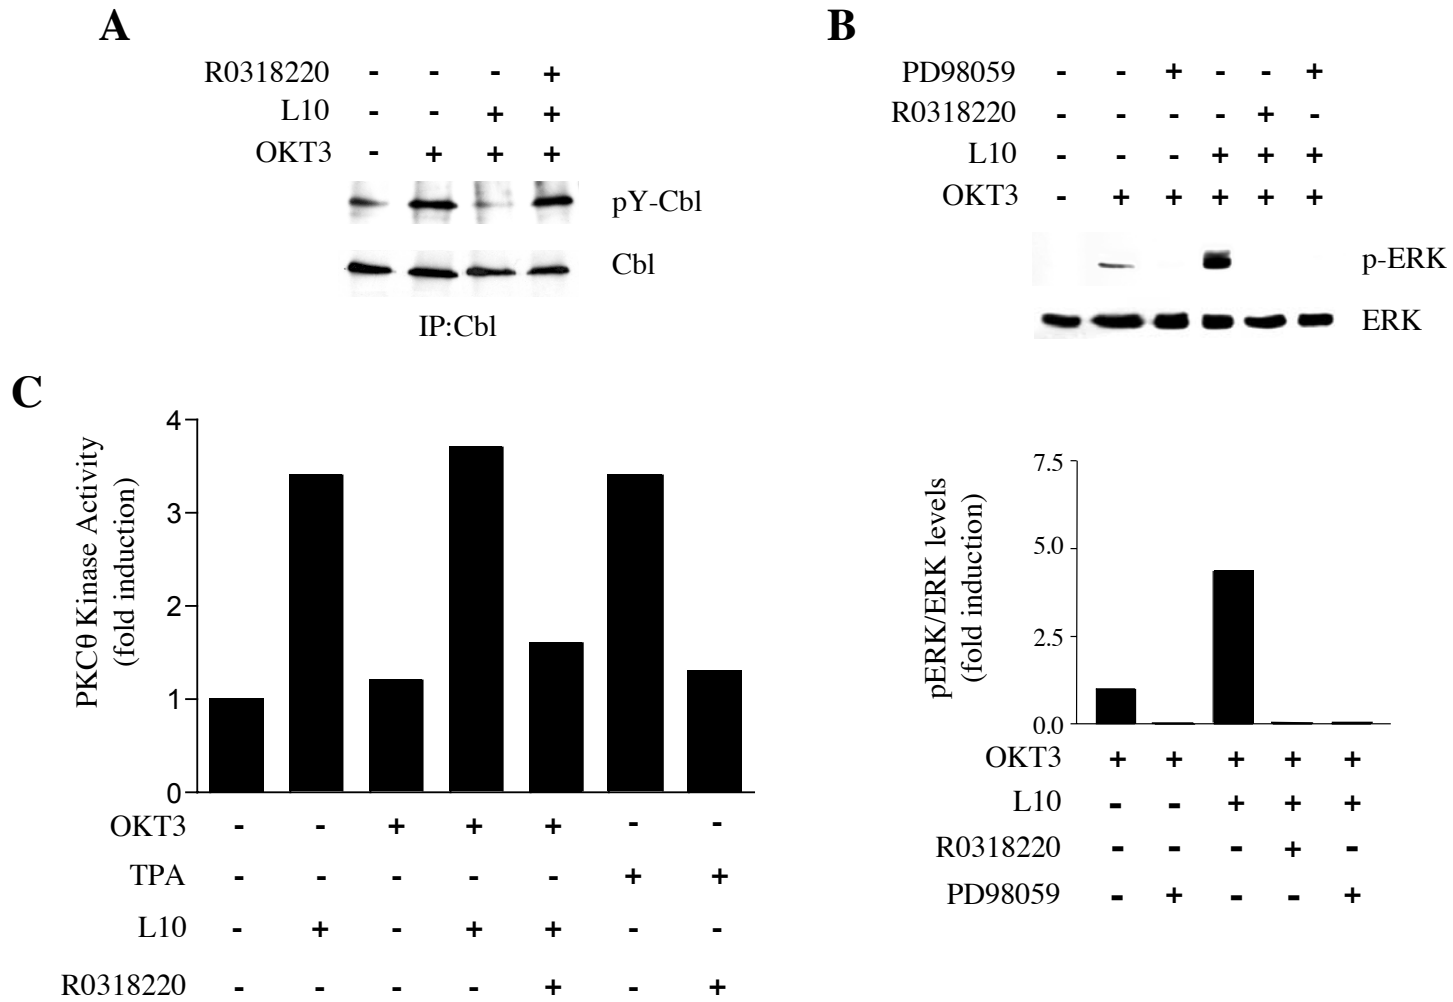 A
R0318220 - - - +
L10 - - + +
OKT3 - + + +
pY-Cbl
Cbl
IP:Cbl
B
PD98059 - - + - - +
R0318220 - - - - + -
L10 - - - + + +
OKT3 - + + + + +
p-ERK
ERK
C
PKCθ Kinase Activity
(fold induction)
4
3
2
1
0
OKT3 - - + + + - -
TPA - - - - - + +
L10 - + - + + - -
R0318220 - - - - + - +
pERK/ERK levels
(fold induction)
7.5
5.0
2.5
0.0
OKT3 + + + + +
L10 - - + + +
R0318220 - - - + -
PD98059 - + - - +